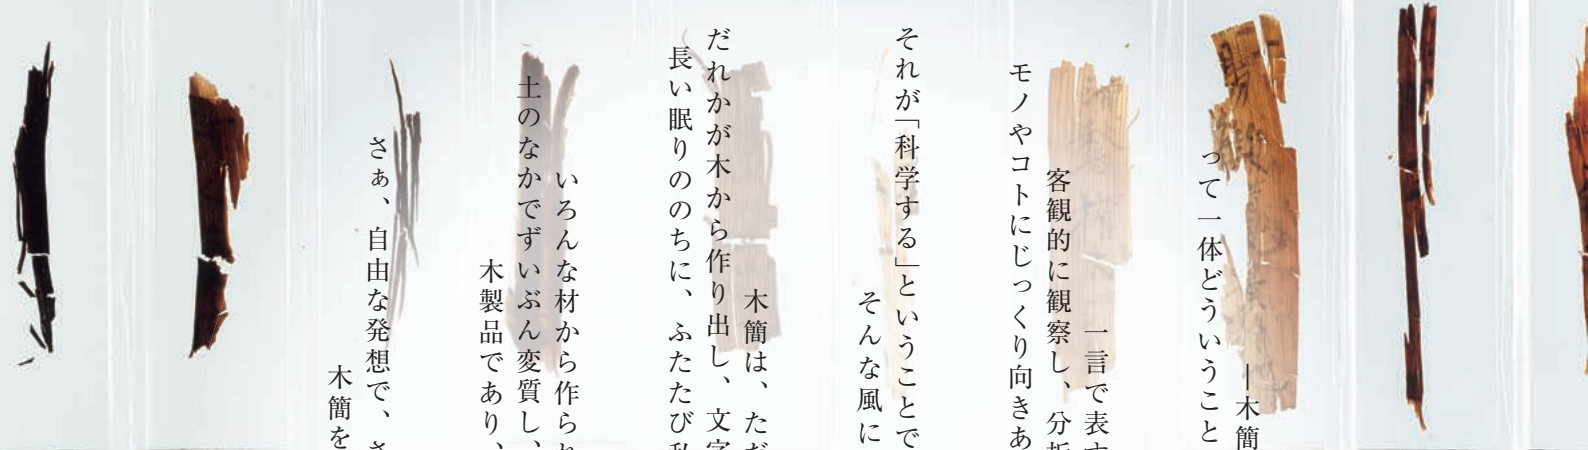 ―木簡
って一体どういうこと
一言で表す
客観的に観察し、分析
モノやコトにじっくり向きあ
それが「科学する」ということで
そんな風に
木簡は、ただ
だれかが木から作り出し、文字
長い眠りののちに、ふたたび
いろんな材から作られ
土のなかでずいぶん変質し、
木製品であり、
さぁ、自由な発想で、さ
木簡を